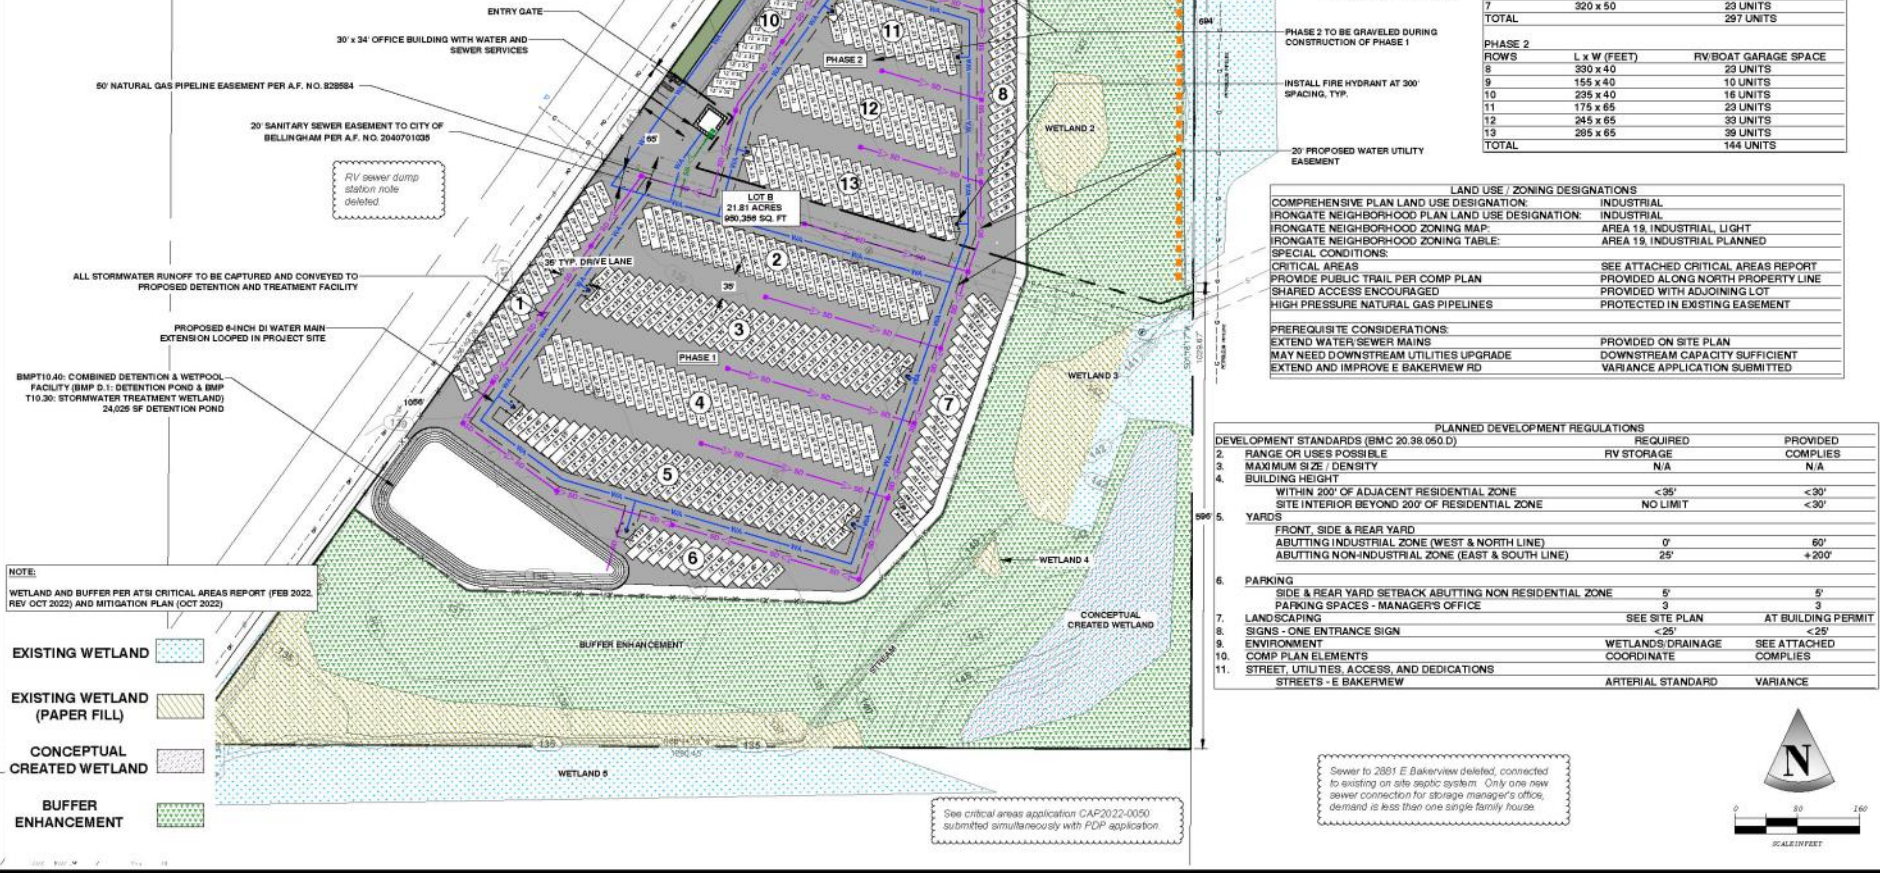 ENTRY GATE
30' x 34' OFFICE BUILDING WITH WATER AND
SEWER SERVICES
50' NATURAL GAS PIPELINE EASEMENT PER A.F. NO. 828584
20' SANITARY SEWER EASEMENT TO CITY OF
BELLINGHAM PER A.F. NO. 2040701035
RV sewer dump
station note
deleted.
ALL STORMWATER RUNOFF TO BE CAPTURED AND CONVEYED TO
PROPOSED DETENTION AND TREATMENT FACILITY
PROPOSED 8-INCH DI WATER MAIN
EXTENSION LOOPED IN PROJECT SITE
BMPT10.40: COMBINED DETENTION & WETPOOL
FACILITY (BMP D.1: DETENTION POND & BMP
T10.30: STORMWATER TREATMENT WETLAND)
24,025 SF DETENTION POND
NOTE:
WETLAND AND BUFFER PER ATSI CRITICAL AREAS REPORT (FEB 2022,
REV OCT 2022) AND MITIGATION PLAN (OCT 2022)
EXISTING WETLAND
EXISTING WETLAND
(PAPER FILL)
CONCEPTUAL
CREATED WETLAND
BUFFER
ENHANCEMENT
10
11
PHASE 2
12
8
13
65'
LOT B
21.81 ACRES
950,356 SQ. FT
35' TYP. DRIVE LANE
2
1
35'
3
PHASE 1
4
7
5
6
1056'
WETLAND 2
WETLAND 3
WETLAND 4
CONCEPTUAL
CREATED WETLAND
BUFFER ENHANCEMENT
STREAM
135
135
WETLAND 5
See critical areas application CAP2022-0050
submitted simultaneously with PDP application.
694
596'
PHASE 2 TO BE GRAVELED DURING
CONSTRUCTION OF PHASE 1
INSTALL FIRE HYDRANT AT 300'
SPACING, TYP.
20' PROPOSED WATER UTILITY
EASEMENT
7 320 x 50 23 UNITS
TOTAL 297 UNITS
PHASE 2
ROWS L x W (FEET) RV/BOAT GARAGE SPACE
8 330 x 40 23 UNITS
9 155 x 40 10 UNITS
10 235 x 40 16 UNITS
11 175 x 65 23 UNITS
12 245 x 65 33 UNITS
13 285 x 65 39 UNITS
TOTAL 144 UNITS
LAND USE / ZONING DESIGNATIONS
COMPREHENSIVE PLAN LAND USE DESIGNATION: INDUSTRIAL
IRONGATE NEIGHBORHOOD PLAN LAND USE DESIGNATION: INDUSTRIAL
IRONGATE NEIGHBORHOOD ZONING MAP: AREA 19, INDUSTRIAL, LIGHT
IRONGATE NEIGHBORHOOD ZONING TABLE: AREA 19, INDUSTRIAL PLANNED
SPECIAL CONDITIONS:
CRITICAL AREAS SEE ATTACHED CRITICAL AREAS REPORT
PROVIDE PUBLIC TRAIL PER COMP PLAN PROVIDED ALONG NORTH PROPERTY LINE
SHARED ACCESS ENCOURAGED PROVIDED WITH ADJOINING LOT
HIGH PRESSURE NATURAL GAS PIPELINES PROTECTED IN EXISTING EASEMENT
PREREQUISITE CONSIDERATIONS:
EXTEND WATER/SEWER MAINS PROVIDED ON SITE PLAN
MAY NEED DOWNSTREAM UTILITIES UPGRADE DOWNSTREAM CAPACITY SUFFICIENT
EXTEND AND IMPROVE E BAKERVIEW RD VARIANCE APPLICATION SUBMITTED
PLANNED DEVELOPMENT REGULATIONS
DEVELOPMENT STANDARDS (BMC 20.38.050.D) REQUIRED PROVIDED
2. RANGE OR USES POSSIBLE RV STORAGE COMPLIES
3. MAXIMUM SIZE / DENSITY N/A N/A
4. BUILDING HEIGHT
WITHIN 200' OF ADJACENT RESIDENTIAL ZONE <35' <30'
SITE INTERIOR BEYOND 200' OF RESIDENTIAL ZONE NO LIMIT <30'
5. YARDS
FRONT, SIDE & REAR YARD
ABUTTING INDUSTRIAL ZONE (WEST & NORTH LINE) 0' 60'
ABUTTING NON-INDUSTRIAL ZONE (EAST & SOUTH LINE) 25' +200'
6. PARKING
SIDE & REAR YARD SETBACK ABUTTING NON RESIDENTIAL ZONE 5' 5'
PARKING SPACES - MANAGER'S OFFICE 3 3
7. LANDSCAPING SEE SITE PLAN AT BUILDING PERMIT
8. SIGNS - ONE ENTRANCE SIGN <25' <25'
9. ENVIRONMENT WETLANDS/DRAINAGE SEE ATTACHED
10. COMP PLAN ELEMENTS COORDINATE COMPLIES
11. STREET, UTILITIES, ACCESS, AND DEDICATIONS
STREETS - E BAKERVIEW ARTERIAL STANDARD VARIANCE
Sewer to 2881 E Bakerview deleted, connected
to existing on site septic system. Only one new
sewer connection for storage manager's office,
demand is less than one single family house.
N
0 80 160
SCALE IN FEET